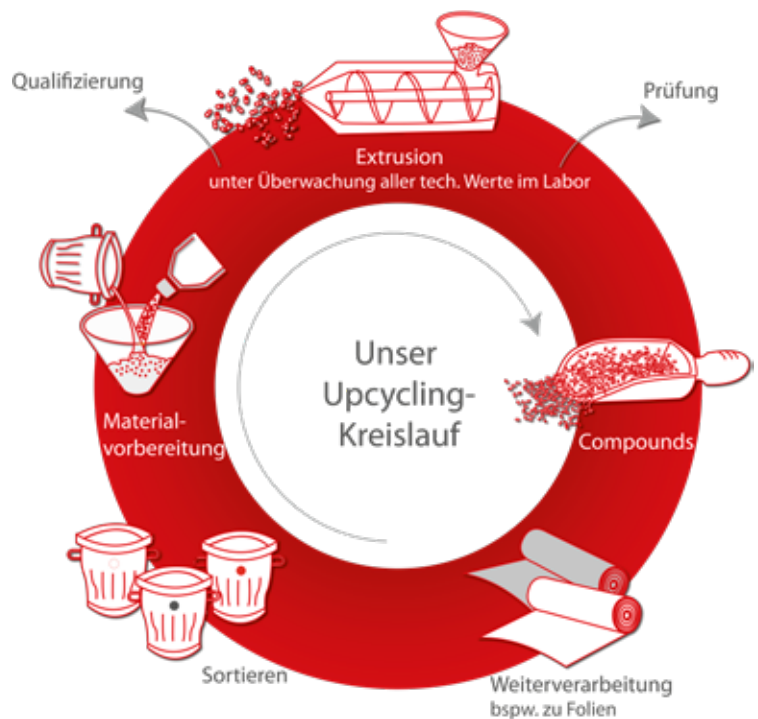 Qualifizierung
Prüfung
Extrusion
unter Überwachung aller tech. Werte im Labor
Unser
Upcycling-
Kreislauf
Material-
vorbereitung
Compounds
Sortieren
Weiterverarbeitung
bspw. zu Folien